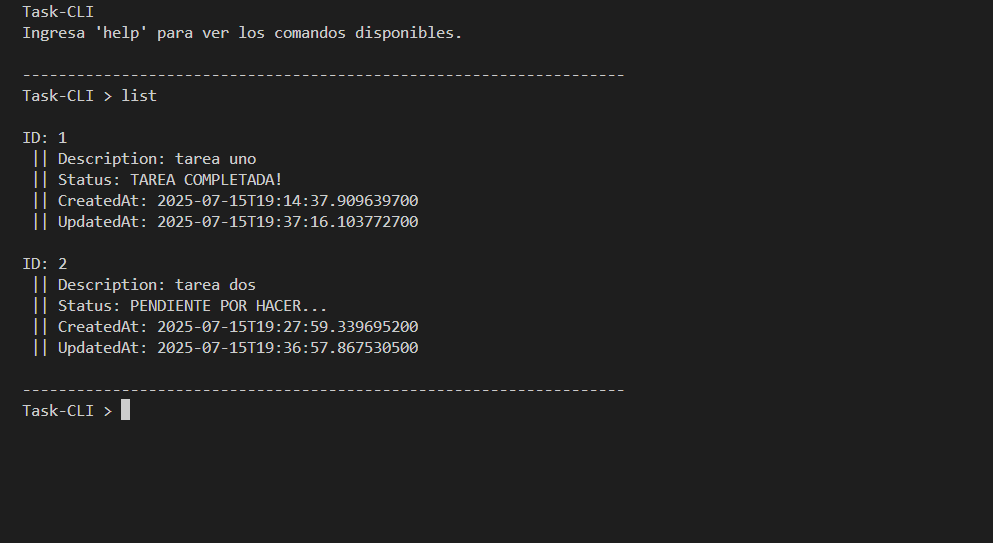 Task-CLI
Ingresa 'help' para ver los comandos disponibles.
-------------------------------------------------------------------
Task-CLI > list
ID: 1
|| Description: tarea uno
|| Status: TAREA COMPLETADA!
|| CreatedAt: 2025-07-15T19:14:37.909639700
|| UpdatedAt: 2025-07-15T19:37:16.103772700
ID: 2
|| Description: tarea dos
|| Status: PENDIENTE POR HACER...
|| CreatedAt: 2025-07-15T19:27:59.339695200
|| UpdatedAt: 2025-07-15T19:36:57.867530500
-------------------------------------------------------------------
Task-CLI >